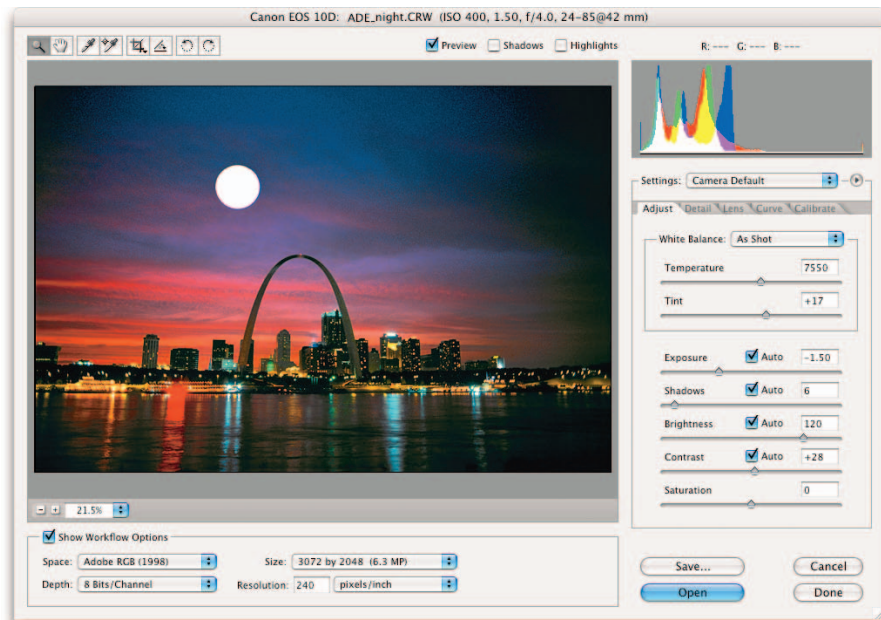 Canon EOS 10D: ADE_night.CRW (ISO 400, 1.50, f/4.0, 24-85@42 mm)
Preview Shadows Highlights
R: --- G: --- B: ---
Settings: Camera Default
Adjust Detail Lens Curve Calibrate
White Balance: As Shot
Temperature 7550
Tint +17
Exposure Auto -1.50
Shadows Auto 6
Brightness Auto 120
Contrast Auto +28
Saturation 0
21.5%
Show Workflow Options
Space: Adobe RGB (1998) Size: 3072 by 2048 (6.3 MP)
Depth: 8 Bits/Channel Resolution: 240 pixels/inch
Save... Cancel
Open Done